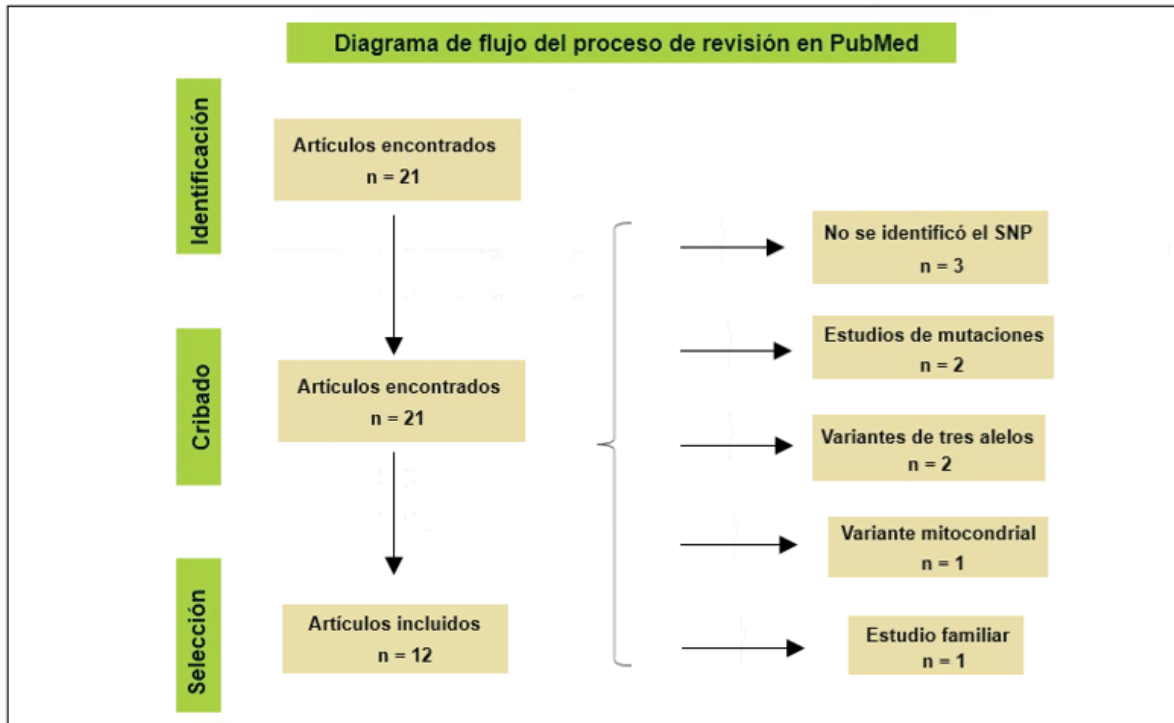 Diagrama de flujo del proceso de revisión en PubMed
Identificación
Artículos encontrados
n = 21
No se identificó el SNP
n = 3
Cribado
Artículos encontrados
n = 21
Estudios de mutaciones
n = 2
Variantes de tres alelos
n = 2
Variante mitocondrial
n = 1
Selección
Artículos incluidos
n = 12
Estudio familiar
n = 1